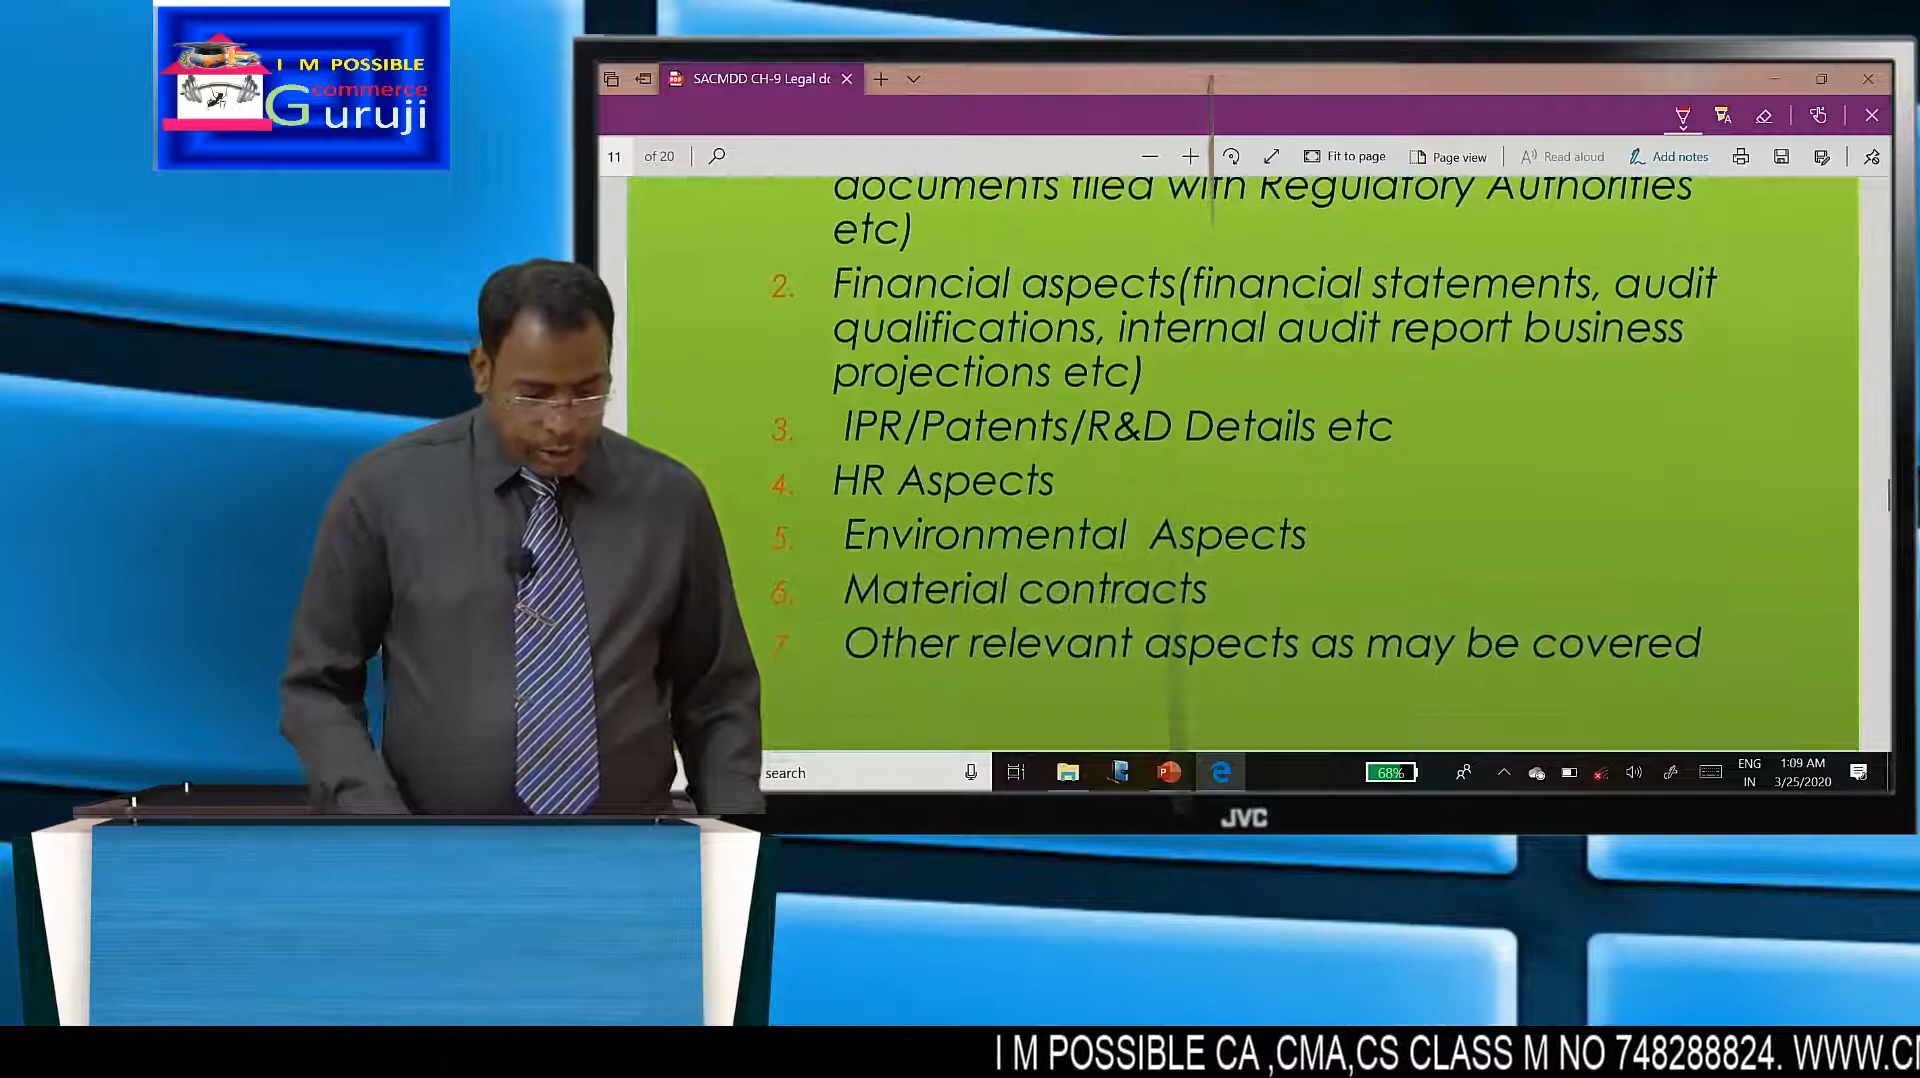 I M POSSIBLE
commerce
Guruji
SACMDD CH-9 Legal dc
11 of 20
Fit to page
Page view
Read aloud
Add notes
documents filed with Regulatory Authorities
etc)
2. Financial aspects(financial statements, audit
qualifications, internal audit report business
projections etc)
3. IPR/Patents/R&D Details etc
4. HR Aspects
5. Environmental Aspects
6. Material contracts
7 Other relevant aspects as may be covered
search
68%
ENG
IN
1:09 AM
3/25/2020
JVC
I M POSSIBLE CA ,CMA,CS CLASS M NO 748288824. WWW.